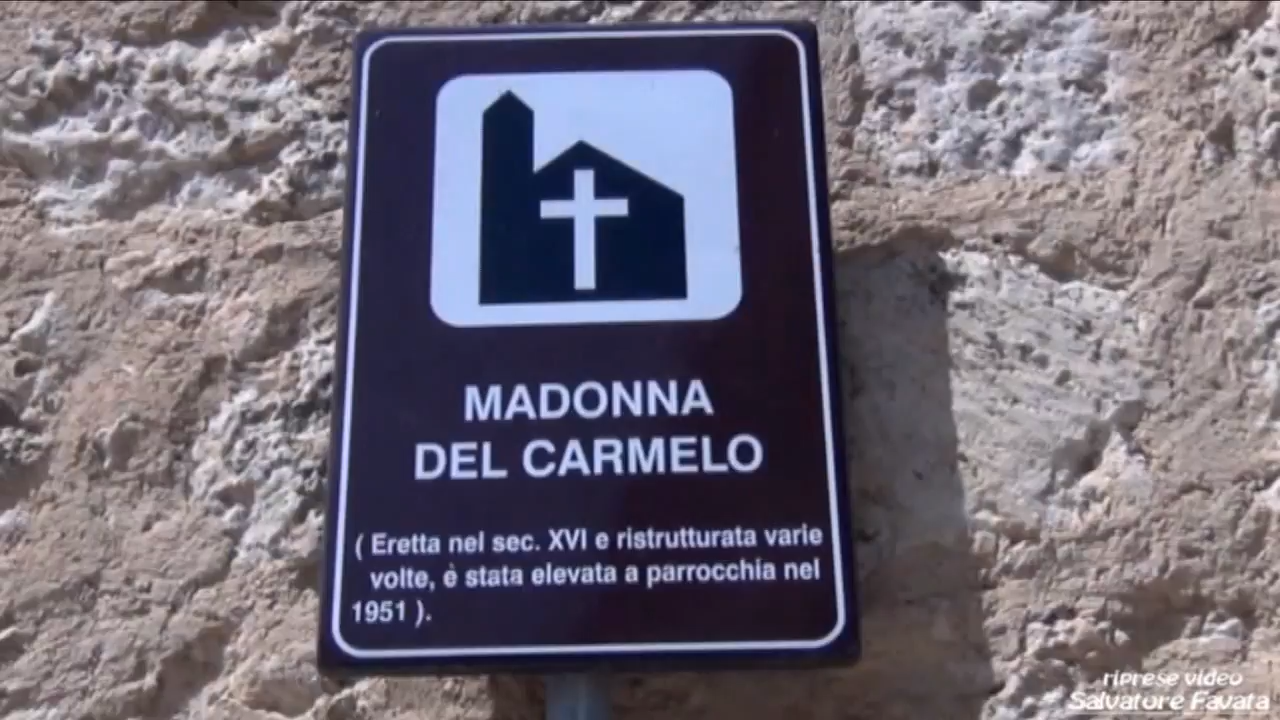 MADONNA
DEL CARMELO
( Eretta nel sec. XVI e ristrutturata varie
volte, è stata elevata a parrocchia nel
1951 ).
riprese video
Salvatore Favata